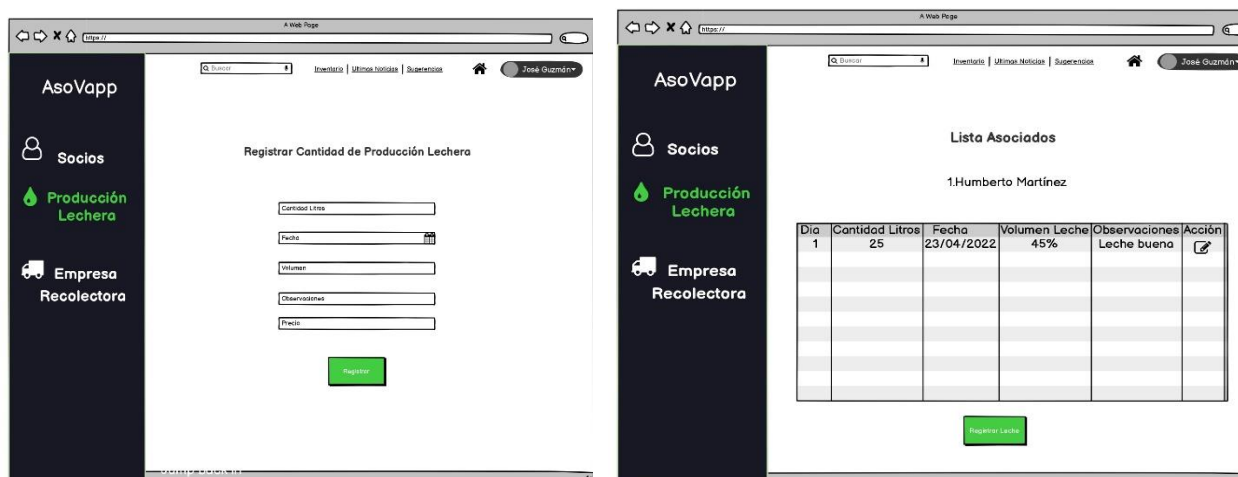 A Web Page
https://
AsoVapp
Buscar
Inventario | Ultimas Noticias | Sugerencias
José Guzmán
Socios
Producción
Lechera
Empresa
Recolectora
Registrar Cantidad de Producción Lechera
Cantidad Litros
Fecha
Volumen
Observaciones
Precio
Registrar
A Web Page
https://
AsoVapp
Buscar
Inventario | Ultimas Noticias | Sugerencias
José Guzmán
Socios
Producción
Lechera
Empresa
Recolectora
Lista Asociados
1.Humberto Martínez
Dia Cantidad Litros Fecha Volumen Leche Observaciones Acción
1 25 23/04/2022 45% Leche buena
Registrar Leche